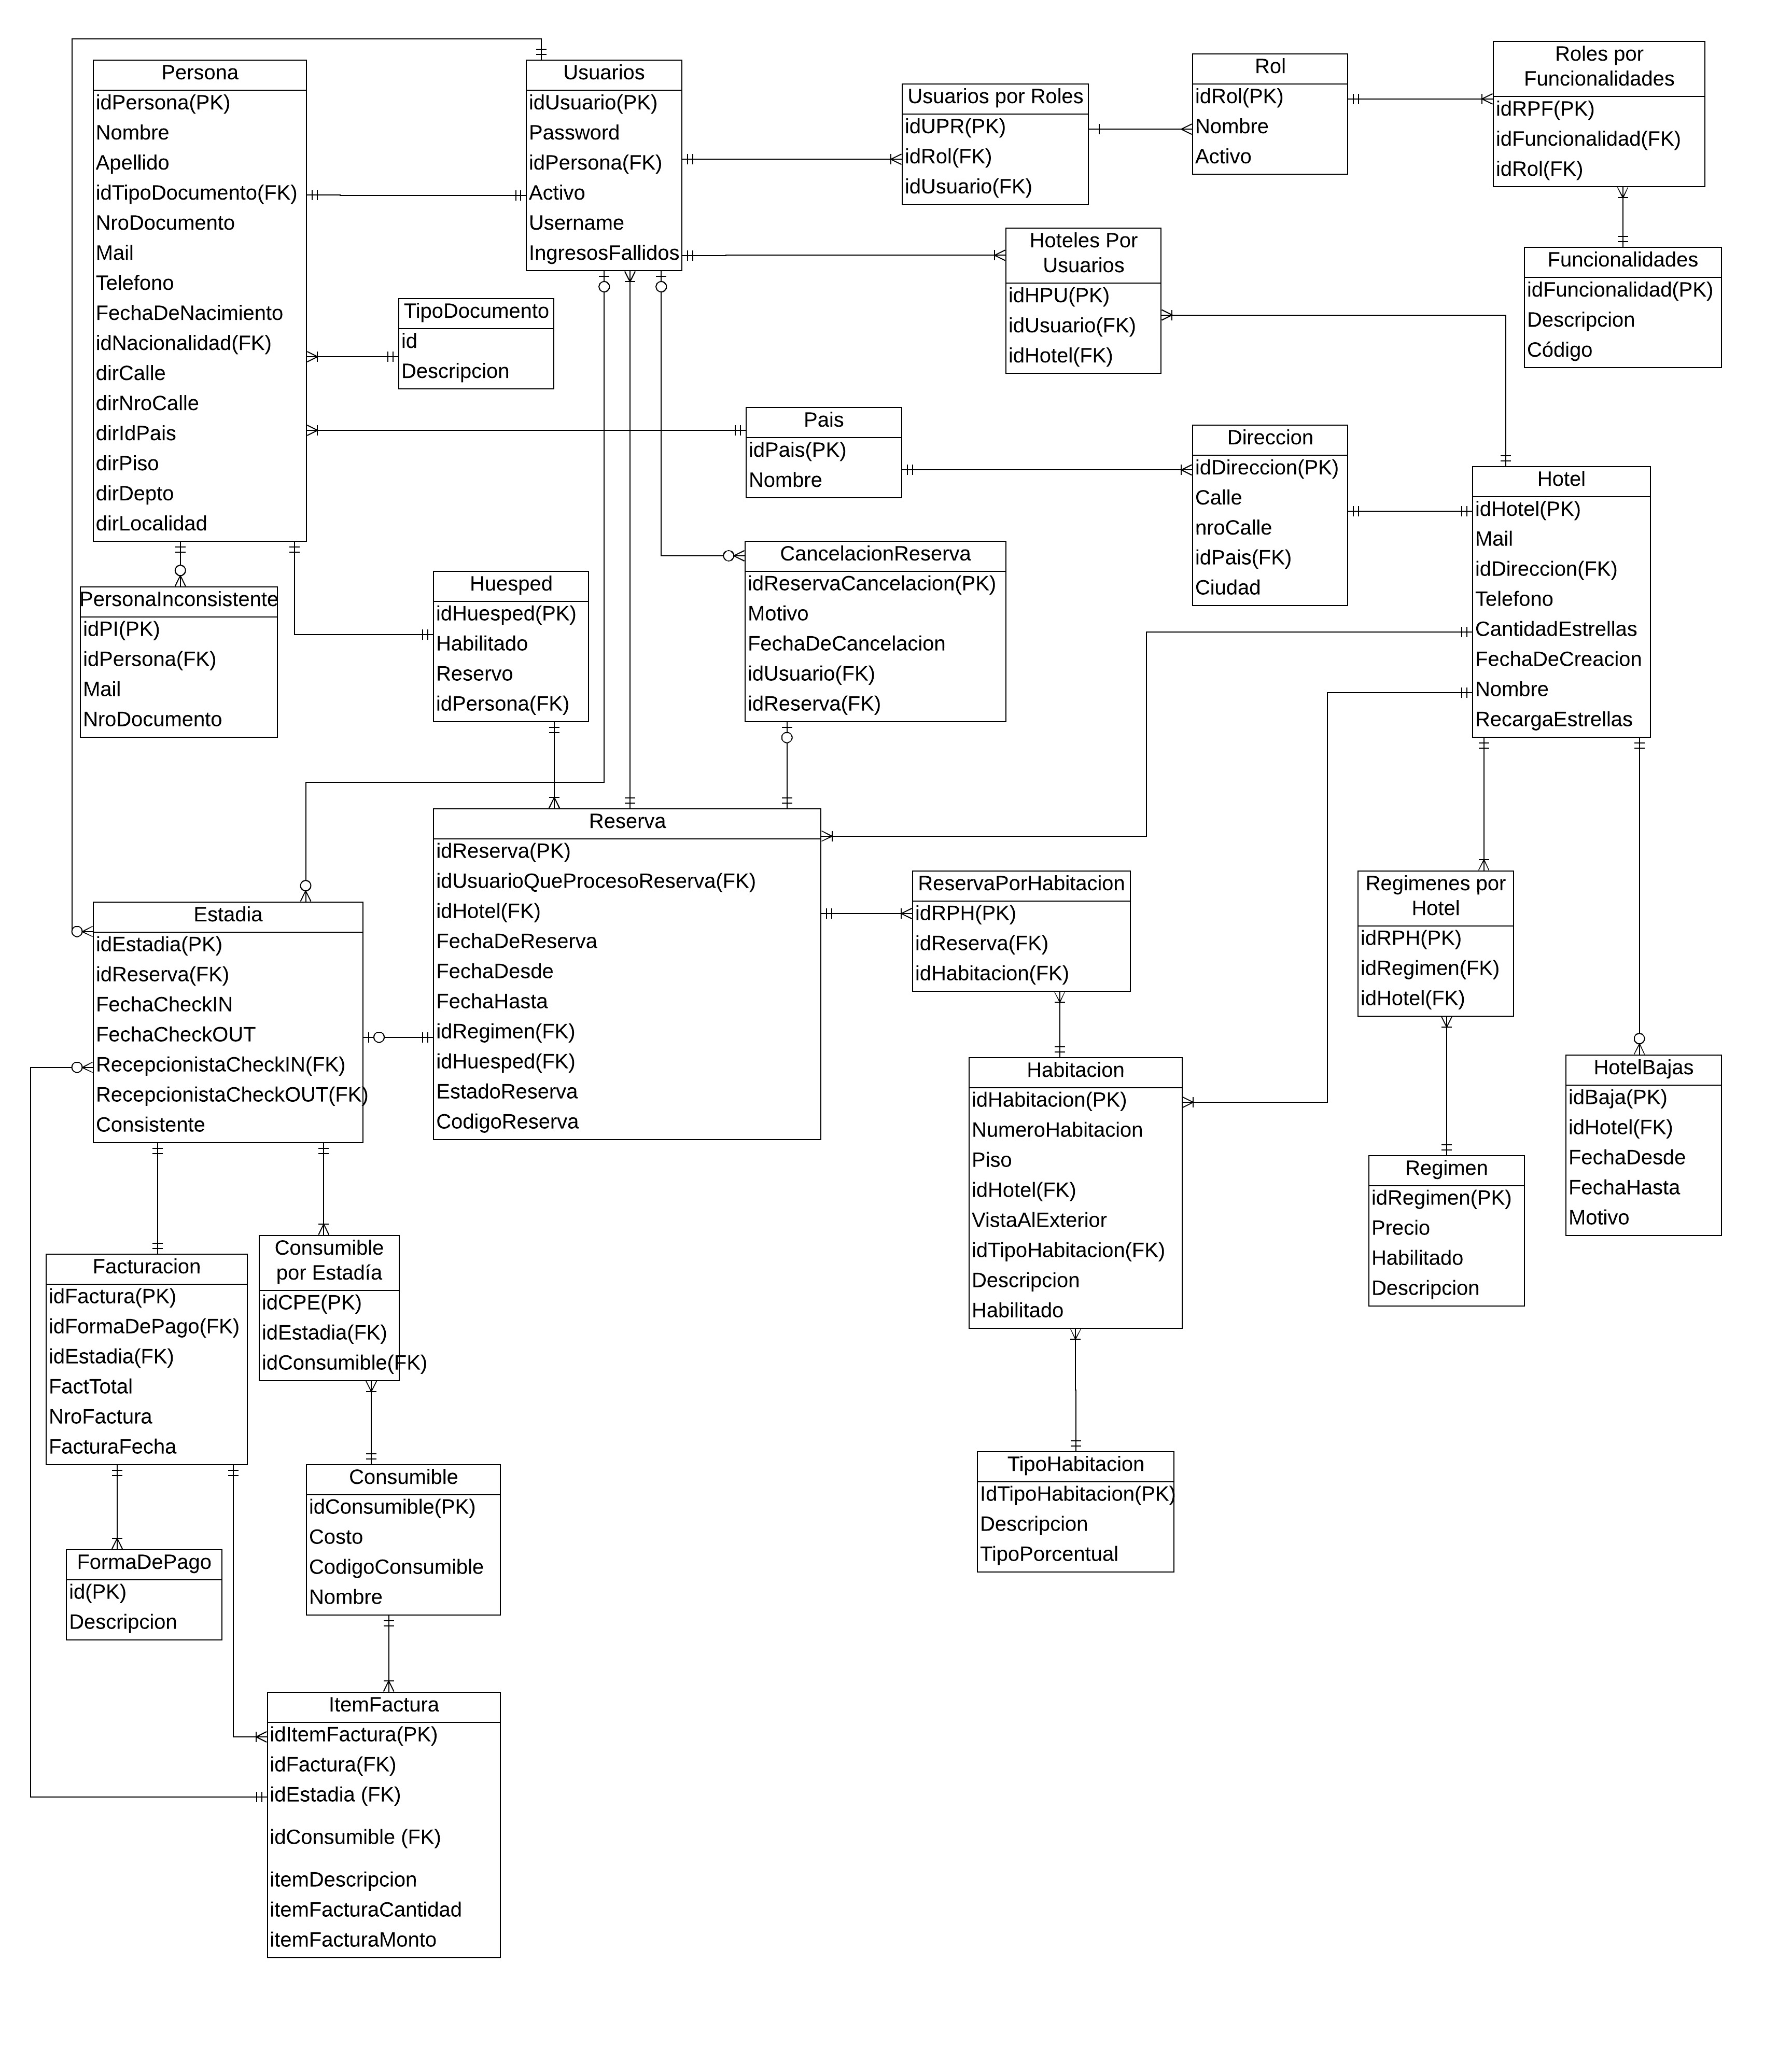 Persona
idPersona(PK)
Nombre
Apellido
idTipoDocumento(FK)
NroDocumento
Mail
Telefono
FechaDeNacimiento
idNacionalidad(FK)
dirCalle
dirNroCalle
dirIdPais
dirPiso
dirDepto
dirLocalidad
Usuarios
idUsuario(PK)
Password
idPersona(FK)
Activo
Username
IngresosFallidos
Usuarios por Roles
idUPR(PK)
idRol(FK)
idUsuario(FK)
Rol
idRol(PK)
Nombre
Activo
Roles por
Funcionalidades
idRPF(PK)
idFuncionalidad(FK)
idRol(FK)
Hoteles Por
Usuarios
idHPU(PK)
idUsuario(FK)
idHotel(FK)
Funcionalidades
idFuncionalidad(PK)
Descripcion
Código
TipoDocumento
id
Descripcion
Pais
idPais(PK)
Nombre
Direccion
idDireccion(PK)
Calle
nroCalle
idPais(FK)
Ciudad
Hotel
idHotel(PK)
Mail
idDireccion(FK)
Telefono
CantidadEstrellas
FechaDeCreacion
Nombre
RecargaEstrellas
PersonaInconsistente
idPI(PK)
idPersona(FK)
Mail
NroDocumento
Huesped
idHuesped(PK)
Habilitado
Reservo
idPersona(FK)
CancelacionReserva
idReservaCancelacion(PK)
Motivo
FechaDeCancelacion
idUsuario(FK)
idReserva(FK)
Reserva
idReserva(PK)
idUsuarioQueProcesoReserva(FK)
idHotel(FK)
FechaDeReserva
FechaDesde
FechaHasta
idRegimen(FK)
idHuesped(FK)
EstadoReserva
CodigoReserva
ReservaPorHabitacion
idRPH(PK)
idReserva(FK)
idHabitacion(FK)
Regimenes por
Hotel
idRPH(PK)
idRegimen(FK)
idHotel(FK)
Estadia
idEstadia(PK)
idReserva(FK)
FechaCheckIN
FechaCheckOUT
RecepcionistaCheckIN(FK)
RecepcionistaCheckOUT(FK)
Consistente
Habitacion
idHabitacion(PK)
NumeroHabitacion
Piso
idHotel(FK)
VistaAlExterior
idTipoHabitacion(FK)
Descripcion
Habilitado
HotelBajas
idBaja(PK)
idHotel(FK)
FechaDesde
FechaHasta
Motivo
Regimen
idRegimen(PK)
Precio
Habilitado
Descripcion
Facturacion
idFactura(PK)
idFormaDePago(FK)
idEstadia(FK)
FactTotal
NroFactura
FacturaFecha
Consumible
por Estadía
idCPE(PK)
idEstadia(FK)
idConsumible(FK)
Consumible
idConsumible(PK)
Costo
CodigoConsumible
Nombre
TipoHabitacion
IdTipoHabitacion(PK)
Descripcion
TipoPorcentual
FormaDePago
id(PK)
Descripcion
ItemFactura
idItemFactura(PK)
idFactura(FK)
idEstadia (FK)
idConsumible (FK)
itemDescripcion
itemFacturaCantidad
itemFacturaMonto